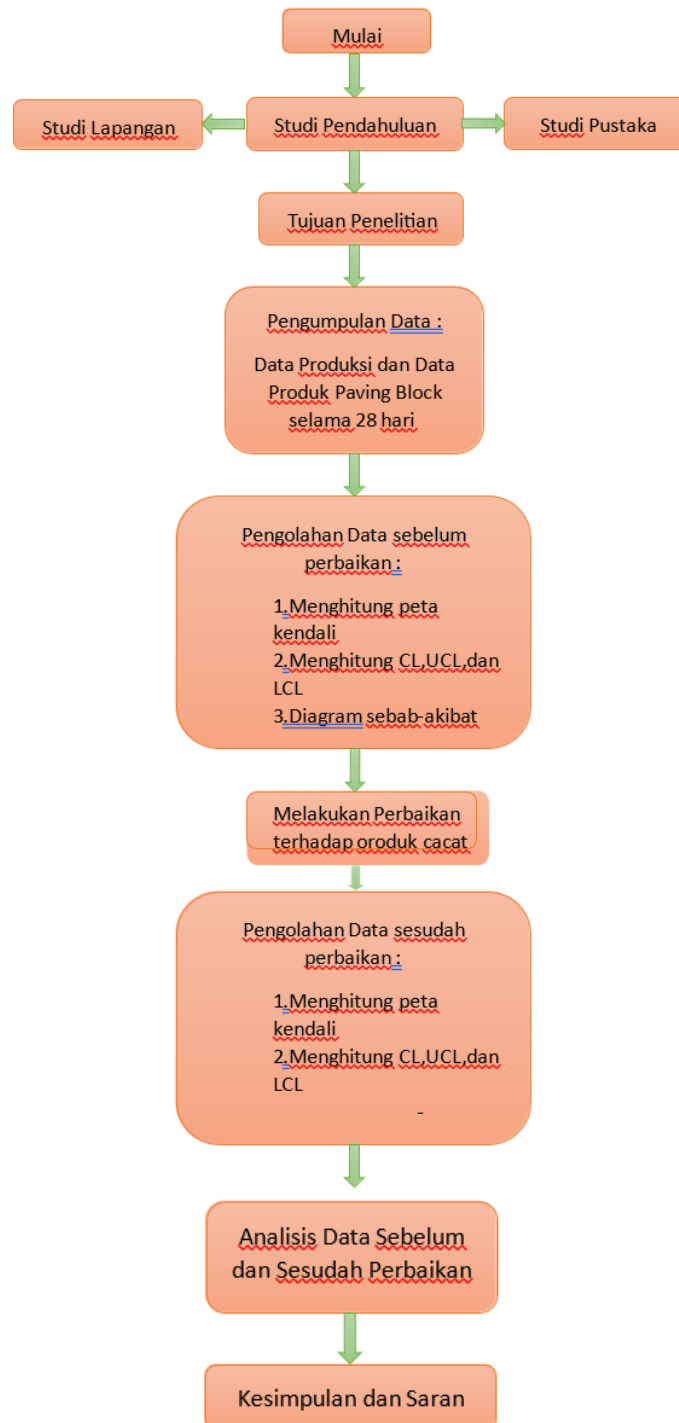 Mulai
Studi Lapangan
Studi Pendahuluan
Studi Pustaka
Tujuan Penelitian
Pengumpulan Data :
Data Produksi dan Data
Produk Paving Block
selama 28 hari
Pengolahan Data sebelum
perbaikan :
1.Menghitung peta
kendali
2.Menghitung CL,UCL,dan
LCL
3.Diagram sebab-akibat
Melakukan Perbaikan
terhadap oroduk cacat
Pengolahan Data sesudah
perbaikan :
1.Menghitung peta
kendali
2.Menghitung CL,UCL,dan
LCL
-
Analisis Data Sebelum
dan Sesudah Perbaikan
Kesimpulan dan Saran